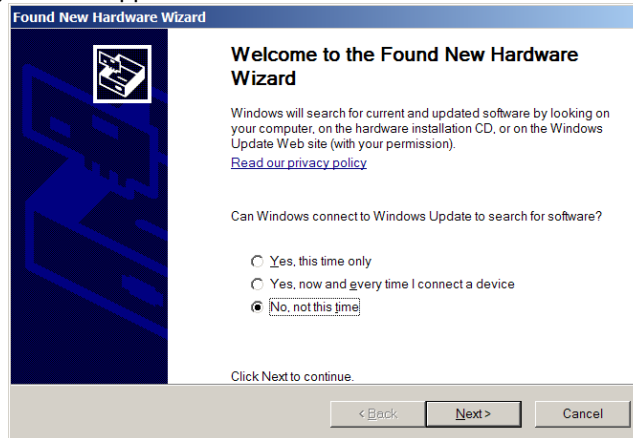 Found New Hardware Wizard
Welcome to the Found New Hardware
Wizard
Windows will search for current and updated software by looking on
your computer, on the hardware installation CD, or on the Windows
Update Web site (with your permission).
Read our privacy policy
Can Windows connect to Windows Update to search for software?
Yes, this time only
Yes, now and every time I connect a device
No, not this time
Click Next to continue.
< Back Next > Cancel